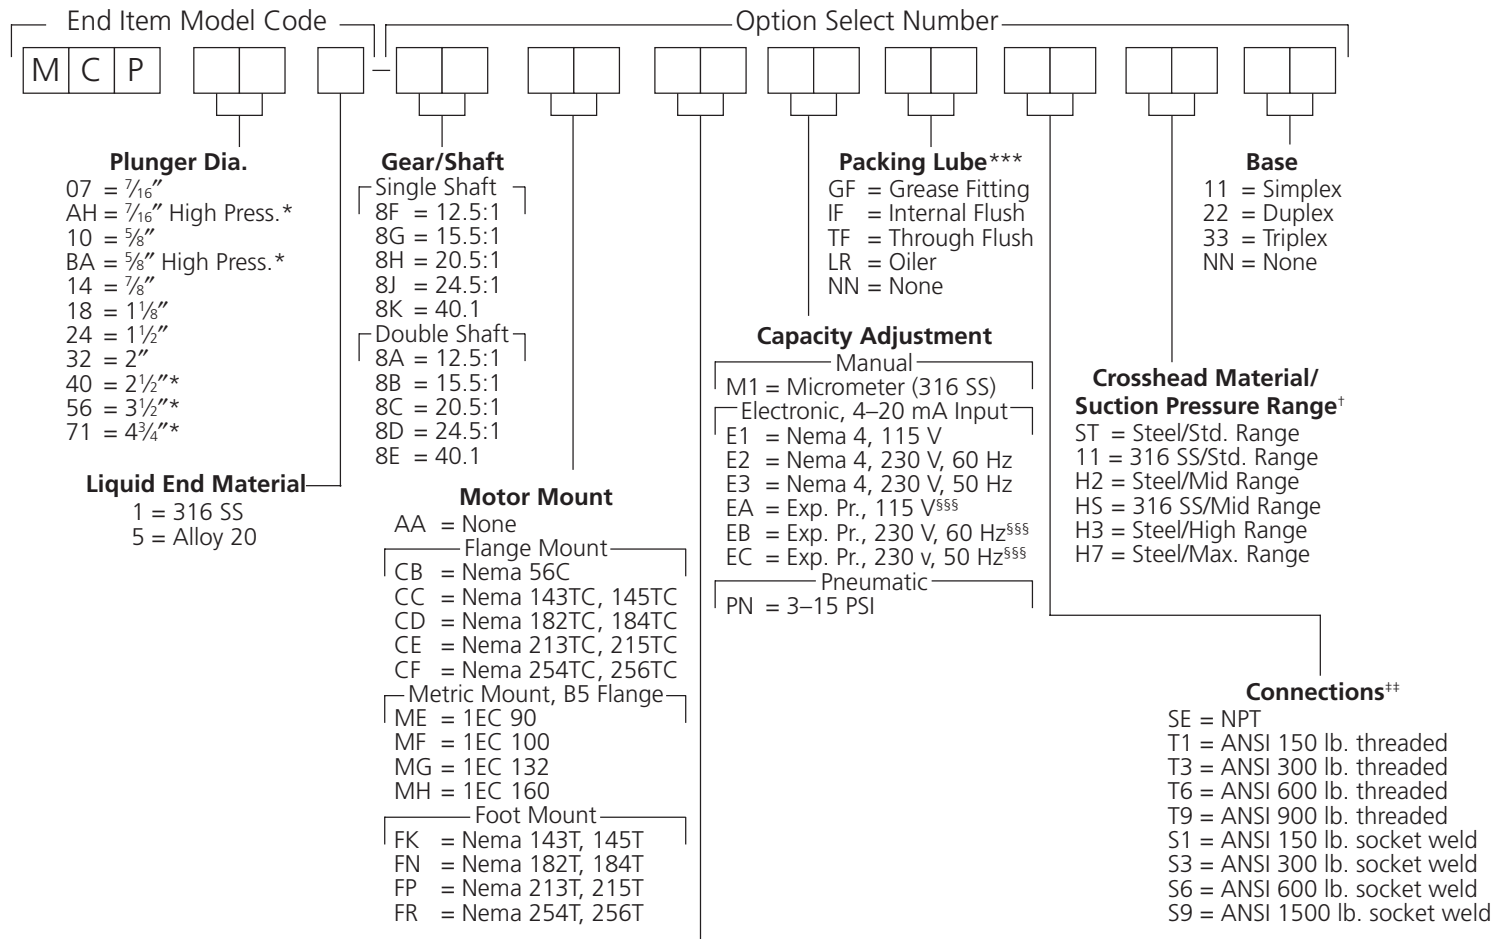 End Item Model Code
Option Select Number
M C P
–
Plunger Dia.
07 = 7/16″
AH = 7/16″ High Press.*
10 = 5/8″
BA = 5/8″ High Press.*
14 = 7/8″
18 = 1 1/8″
24 = 1 1/2″
32 = 2″
40 = 2 1/2″*
56 = 3 1/2″*
71 = 4 3/4″*
Liquid End Material
1 = 316 SS
5 = Alloy 20
Gear/Shaft
Single Shaft
8F = 12.5:1
8G = 15.5:1
8H = 20.5:1
8J = 24.5:1
8K = 40.1
Double Shaft
8A = 12.5:1
8B = 15.5:1
8C = 20.5:1
8D = 24.5:1
8E = 40.1
Motor Mount
AA = None
Flange Mount
CB = Nema 56C
CC = Nema 143TC, 145TC
CD = Nema 182TC, 184TC
CE = Nema 213TC, 215TC
CF = Nema 254TC, 256TC
Metric Mount, B5 Flange
ME = 1EC 90
MF = 1EC 100
MG = 1EC 132
MH = 1EC 160
Foot Mount
FK = Nema 143T, 145T
FN = Nema 182T, 184T
FP = Nema 213T, 215T
FR = Nema 254T, 256T
Packing Lube***
GF = Grease Fitting
IF = Internal Flush
TF = Through Flush
LR = Oiler
NN = None
Capacity Adjustment
Manual
M1 = Micrometer (316 SS)
Electronic, 4–20 mA Input
E1 = Nema 4, 115 V
E2 = Nema 4, 230 V, 60 Hz
E3 = Nema 4, 230 V, 50 Hz
EA = Exp. Pr., 115 V§§§
EB = Exp. Pr., 230 V, 60 Hz§§§
EC = Exp. Pr., 230 v, 50 Hz§§§
Pneumatic
PN = 3–15 PSI
Base
11 = Simplex
22 = Duplex
33 = Triplex
NN = None
Crosshead Material/
Suction Pressure Range†
ST = Steel/Std. Range
11 = 316 SS/Std. Range
H2 = Steel/Mid Range
HS = 316 SS/Mid Range
H3 = Steel/High Range
H7 = Steel/Max. Range
Connections‡‡
SE = NPT
T1 = ANSI 150 lb. threaded
T3 = ANSI 300 lb. threaded
T6 = ANSI 600 lb. threaded
T9 = ANSI 900 lb. threaded
S1 = ANSI 150 lb. socket weld
S3 = ANSI 300 lb. socket weld
S6 = ANSI 600 lb. socket weld
S9 = ANSI 1500 lb. socket weld